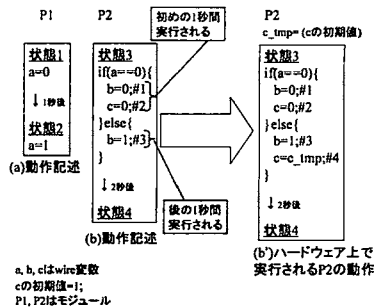 P1
状態1
a=0
↓1秒後
状態2
a=1
(a)動作記述
P2
状態3
if(a==0){
b=0;#1
c=0;#2
}else{
b=1;#3
}
↓2秒後
状態4
(b)動作記述
初めの1秒間
実行される
後の1秒間
実行される
P2
c_tmp= (cの初期値)
状態3
if(a==0){
b=0;#1
c=0;#2
}else{
b=1;#3
c=c_tmp;#4
}
↓2秒後
状態4
(b')ハードウェア上で
実行されるP2の動作
a, b, cはwire変数
cの初期値=1;
P1, P2はモジュール